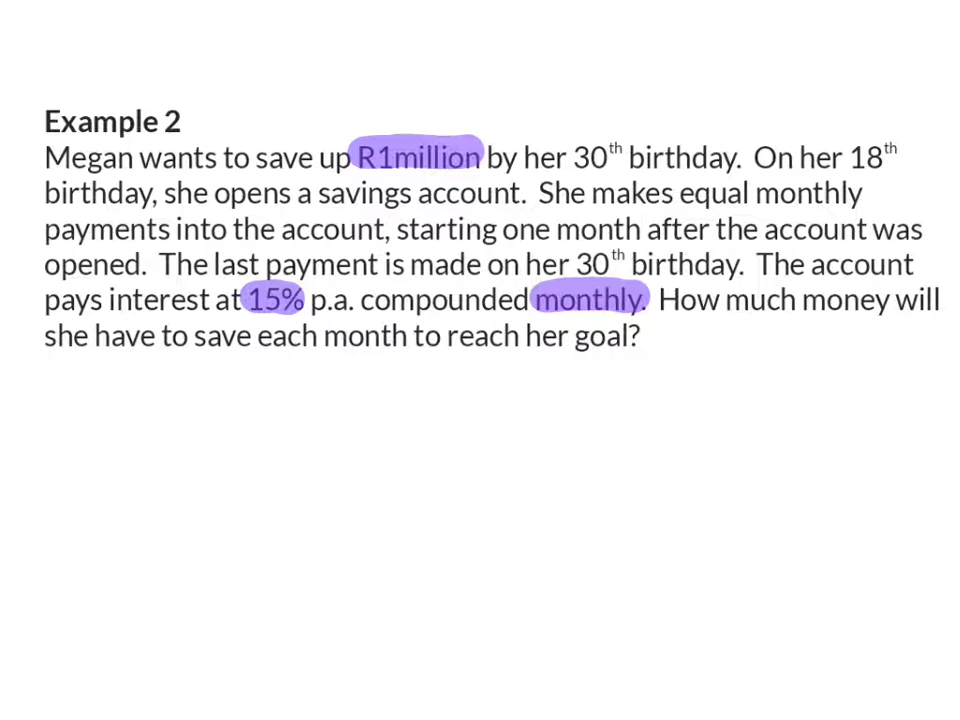 Example 2
Megan wants to save up R1million by her 30th birthday. On her 18th
birthday, she opens a savings account. She makes equal monthly
payments into the account, starting one month after the account was
opened. The last payment is made on her 30th birthday. The account
pays interest at 15% p.a. compounded monthly. How much money will
she have to save each month to reach her goal?